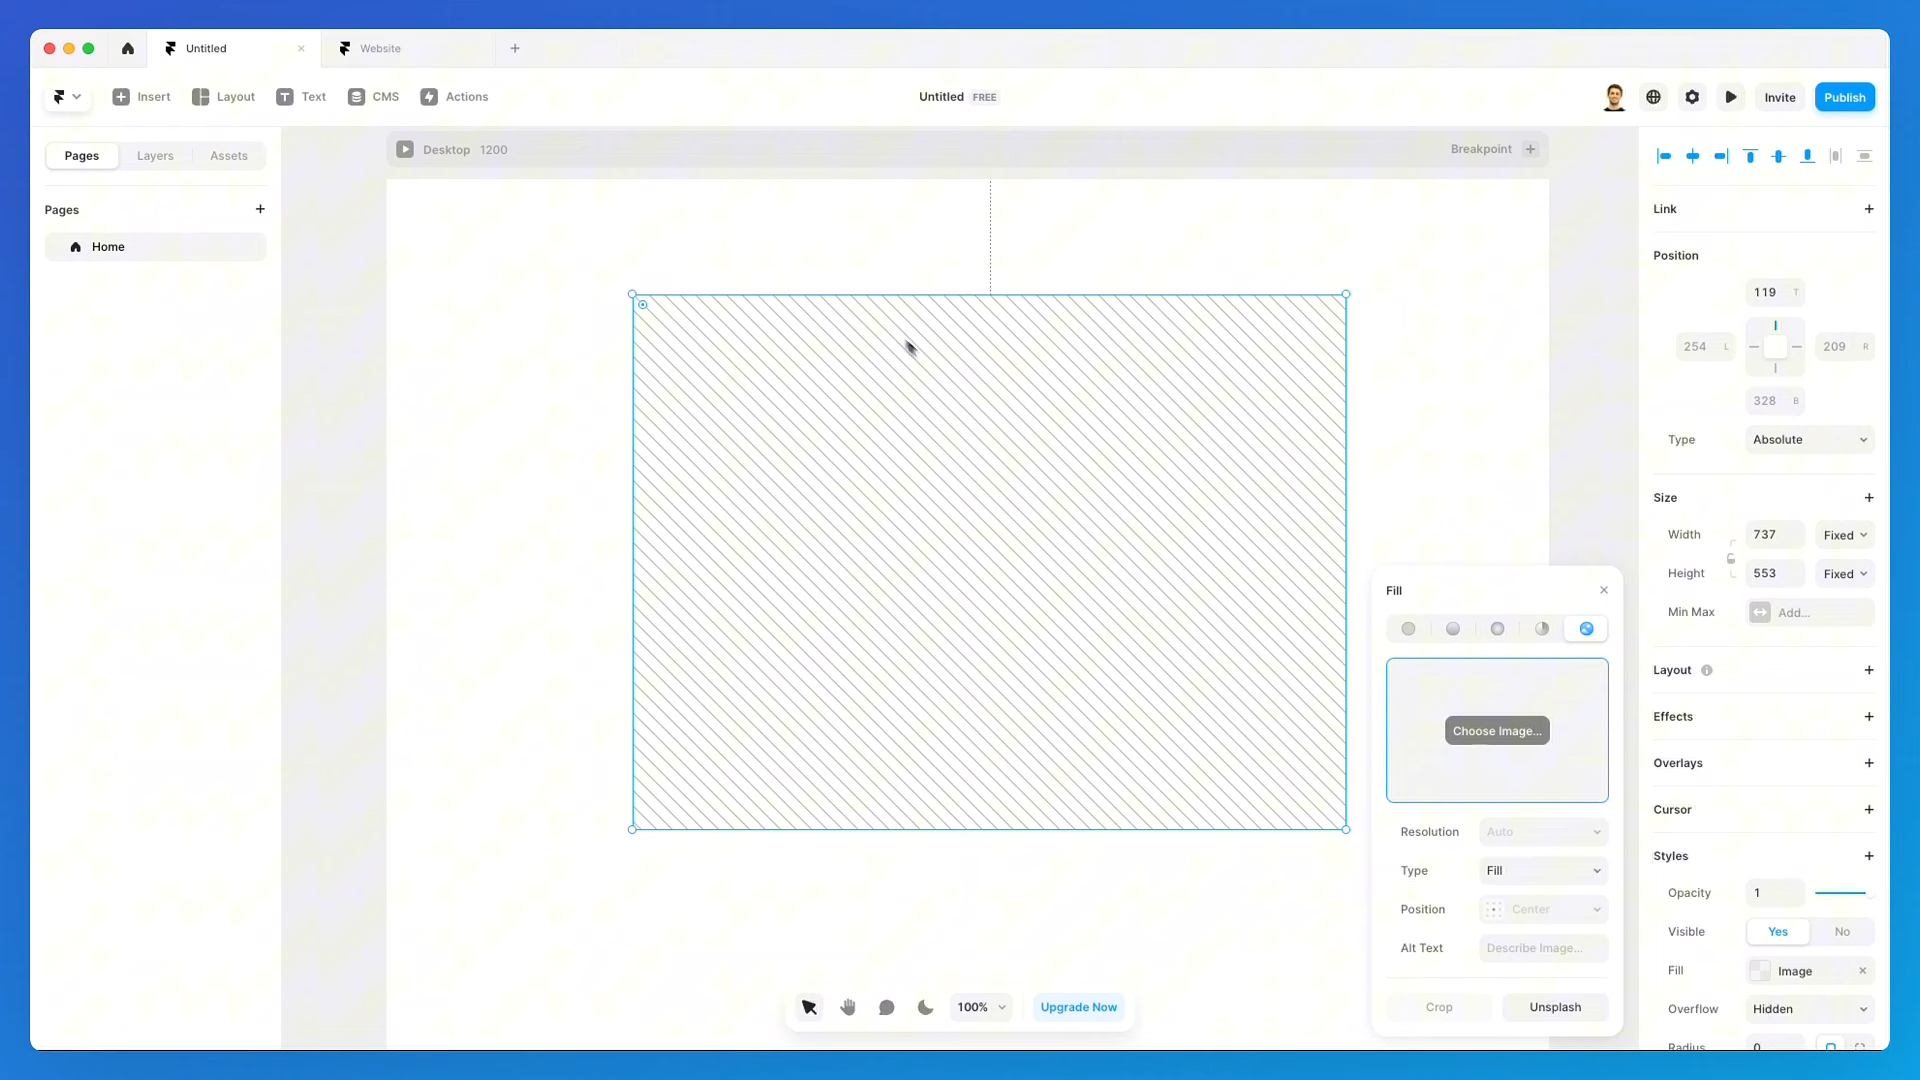 Untitled
Website
Insert
Layout
Text
CMS
Actions
Untitled FREE
Invite
Publish
Pages
Layers
Assets
Desktop 1200
Breakpoint
Pages
Home
Link
Position
119 T
254 L
209 R
328 B
Type
Absolute
Size
Width
737
Fixed
Height
553
Fixed
Min Max
Add...
Layout
Effects
Overlays
Cursor
Styles
Opacity
1
Visible
Yes
No
Fill
Image
Overflow
Hidden
Radius
0
Fill
Choose Image...
Resolution
Auto
Type
Fill
Position
Center
Alt Text
Describe Image...
Crop
Unsplash
100%
Upgrade Now